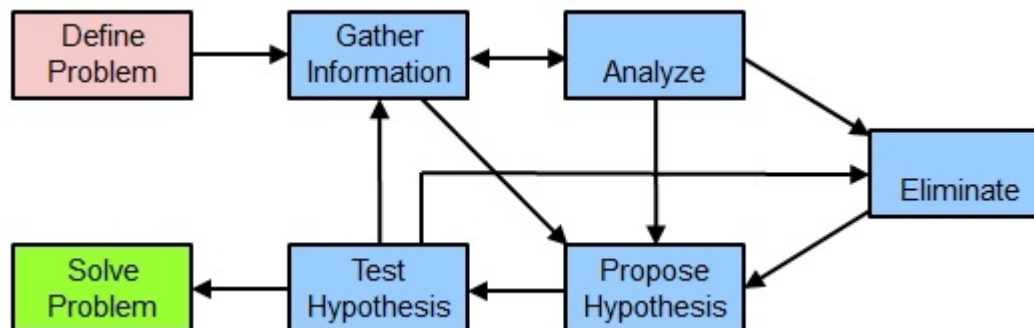 Define
Problem
Gather
Information
Analyze
Eliminate
Solve
Problem
Test
Hypothesis
Propose
Hypothesis